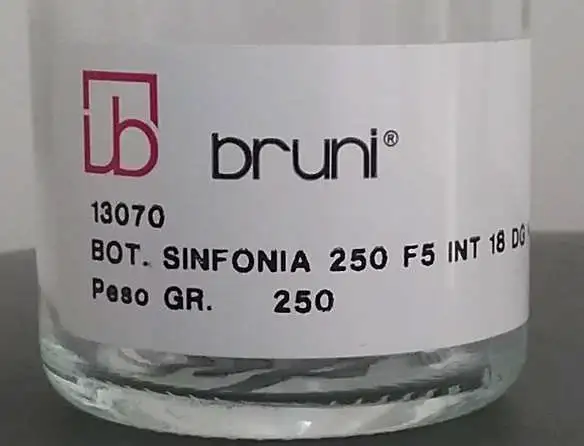 b
bruni®
13070
BOT. SINFONIA 250 F5 INT 18 DG
Peso GR. 250